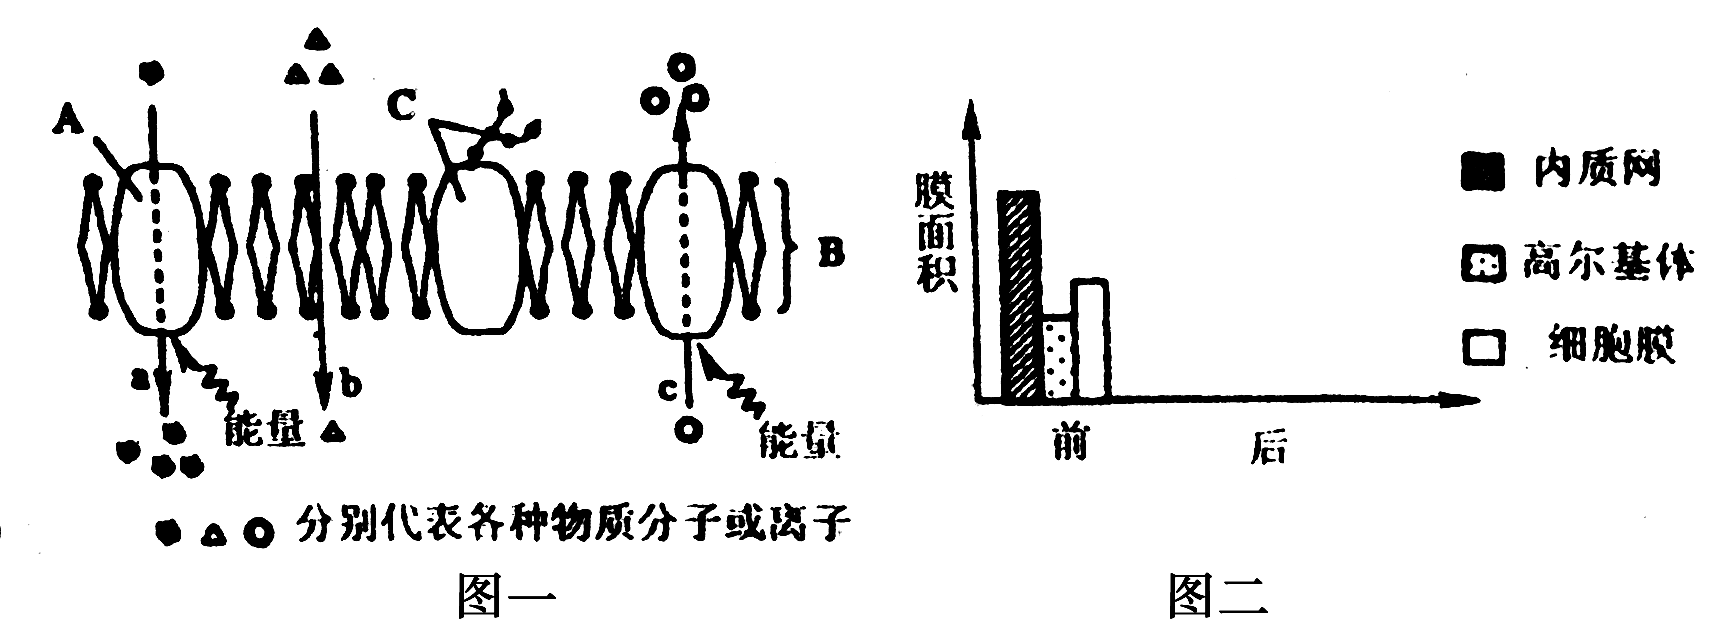 A
C
B
a
能量
b
c
能量
分别代表各种物质分子或离子
图一
膜面积
前
后
内质网
高尔基体
细胞膜
图二